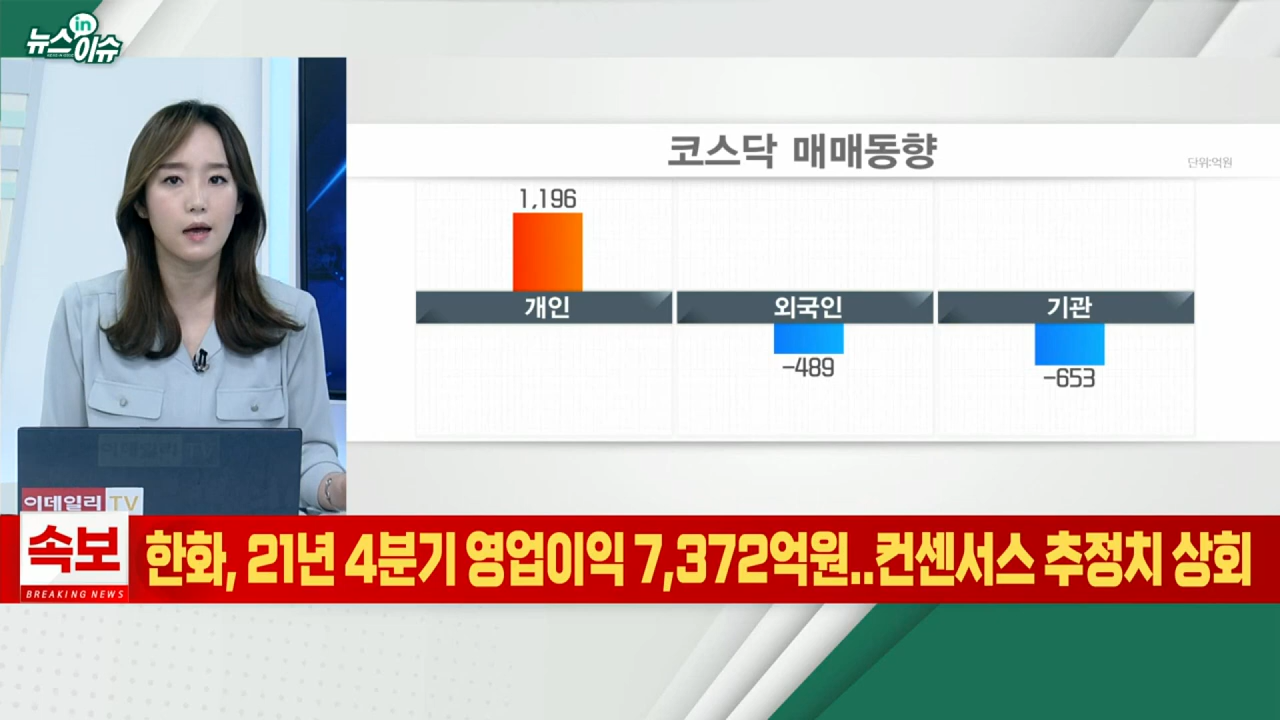 뉴스in이슈
코스닥 매매동향
단위:억원
1,196
개인 외국인 기관
-489
-653
이데일리 TV
속보 한화, 21년 4분기 영업이익 7,372억원..컨센서스 추정치 상회
BREAKING NEWS